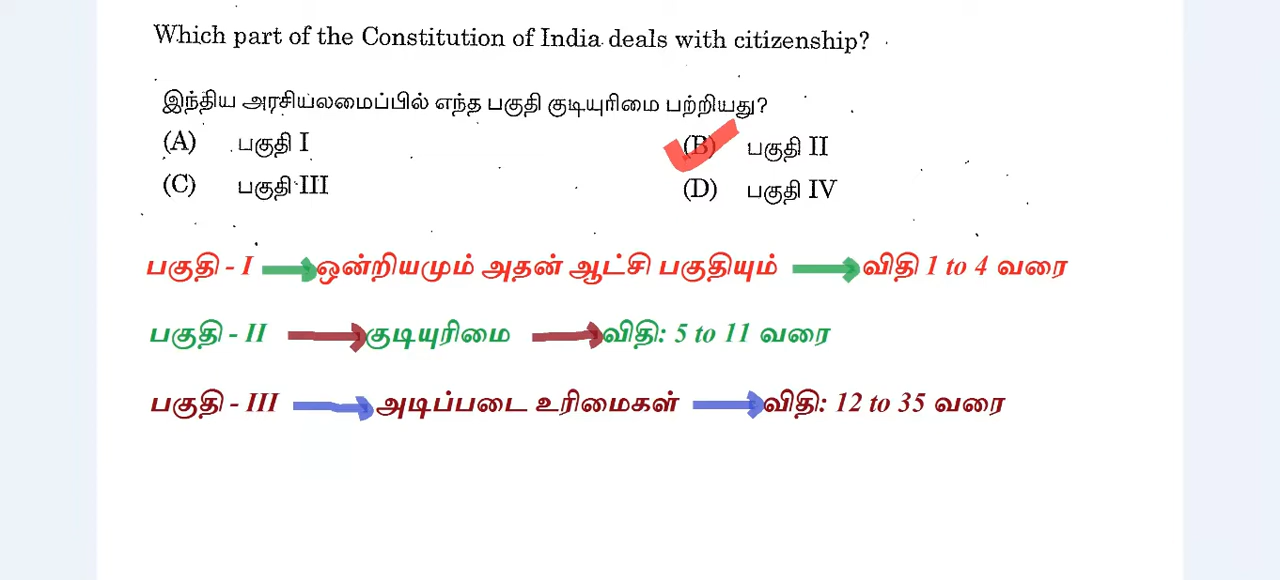 Which part of the Constitution of India deals with citizenship?
இந்திய அரசியலமைப்பில் எந்த பகுதி குடியுரிமை பற்றியது?
(A) பகுதி I (B) பகுதி II
(C) பகுதி III (D) பகுதி IV
பகுதி - I ஒன்றியமும் அதன் ஆட்சி பகுதியும் விதி 1 to 4 வரை
பகுதி - II குடியுரிமை விதி: 5 to 11 வரை
பகுதி - III அடிப்படை உரிமைகள் விதி: 12 to 35 வரை